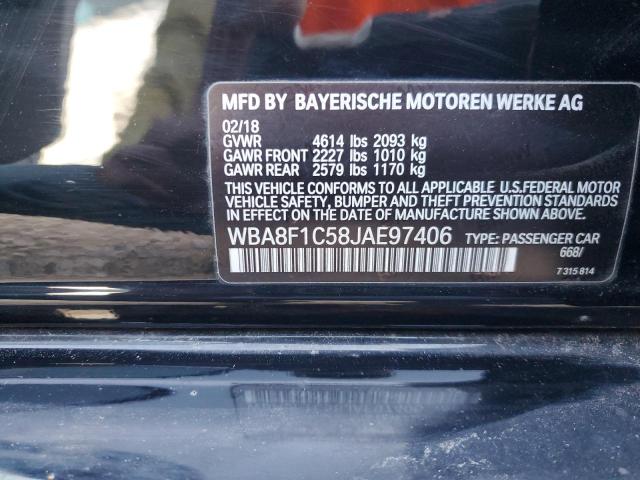 MFD BY BAYERISCHE MOTOREN WERKE AG
02/18
GVWR 4614 lbs 2093 kg
GAWR FRONT 2227 lbs 1010 kg
GAWR REAR 2579 lbs 1170 kg
THIS VEHICLE CONFORMS TO ALL APPLICABLE U.S.FEDERAL MOTOR
VEHICLE SAFETY, BUMPER AND THEFT PREVENTION STANDARDS
IN EFFECT ON THE DATE OF MANUFACTURE SHOWN ABOVE.
WBA8F1C58JAE97406 TYPE: PASSENGER CAR
668/
7 315 814